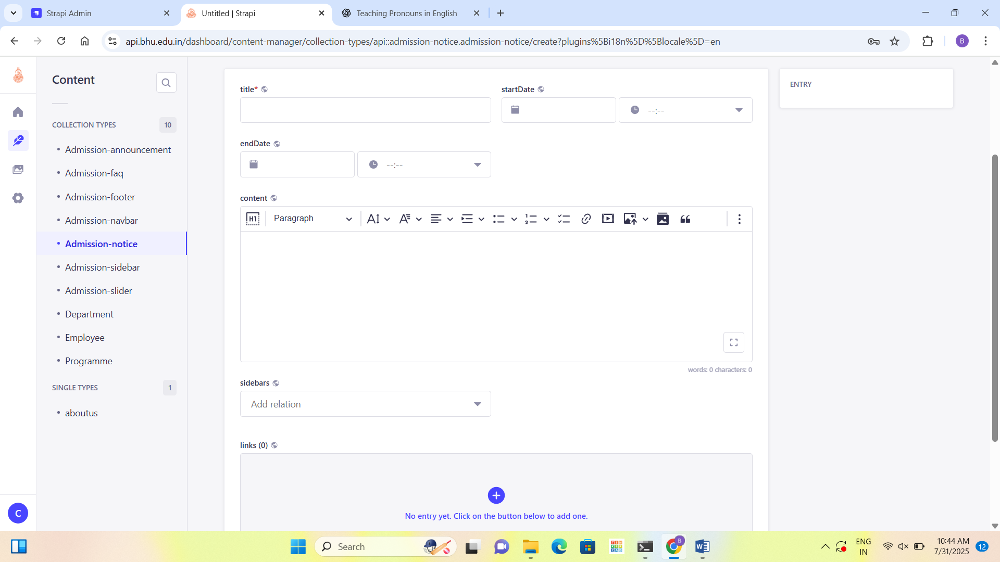 Strapi Admin
Untitled | Strapi
Teaching Pronouns in English
api.bhu.edu.in/dashboard/content-manager/collection-types/api::admission-notice.admission-notice/create?plugins%5Bi18n%5D%5Blocale%5D=en
B
Content
COLLECTION TYPES 10
Admission-announcement
Admission-faq
Admission-footer
Admission-navbar
Admission-notice
Admission-sidebar
Admission-slider
Department
Employee
Programme
SINGLE TYPES 1
aboutus
C
title*
startDate
--:--
endDate
--:--
content
H1 Paragraph
words: 0 characters: 0
sidebars
Add relation
links (0)
No entry yet. Click on the button below to add one.
ENTRY
Search
TIN
KER
CAD
B
ENG
IN
10:44 AM
7/31/2025
12